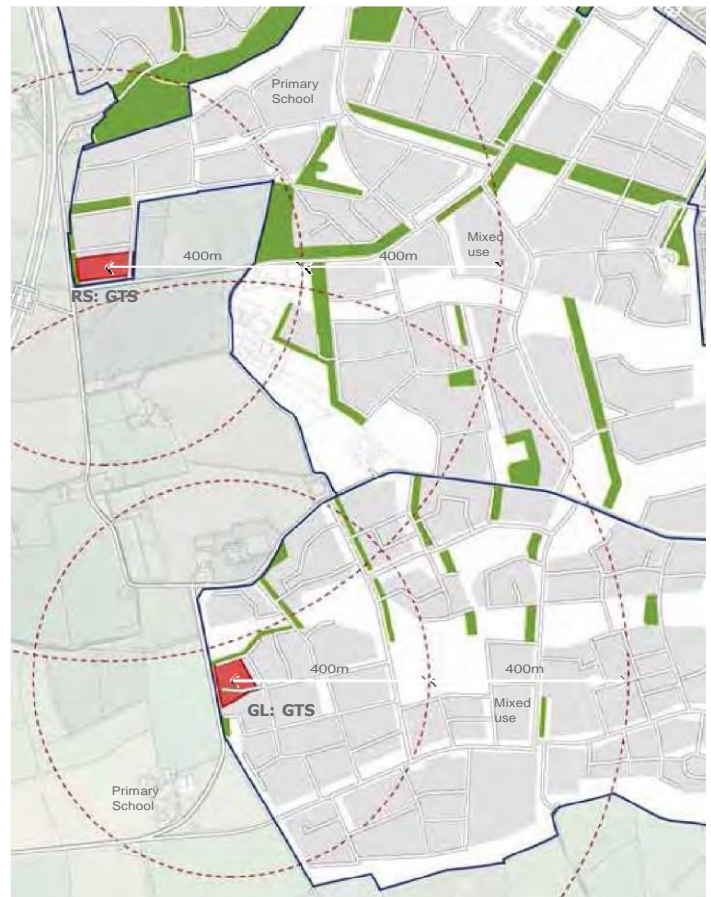 Primary
School
Mixed
use
400m
400m
RS: GTS
400m
400m
GL: GTS
Mixed
use
Primary
School